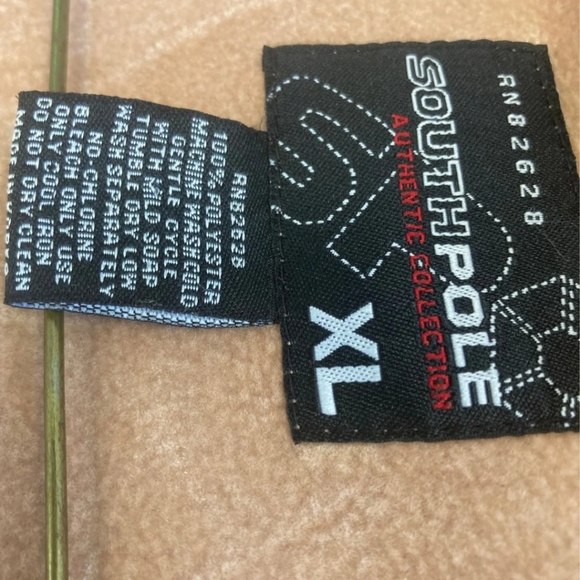 RN82628
SOUTHPOLE
AUTHENTIC COLLECTION
XL
RN82628
100% POLYESTER
MACHINE WASH COLD
GENTLE CYCLE
WITH MILD SOAP
TUMBLE DRY LOW
WASH SEPARATELY
NO-CHLORINE
BLEACH ONLY USE
ONLY COOL IRON
DO NOT DRY CLEAN